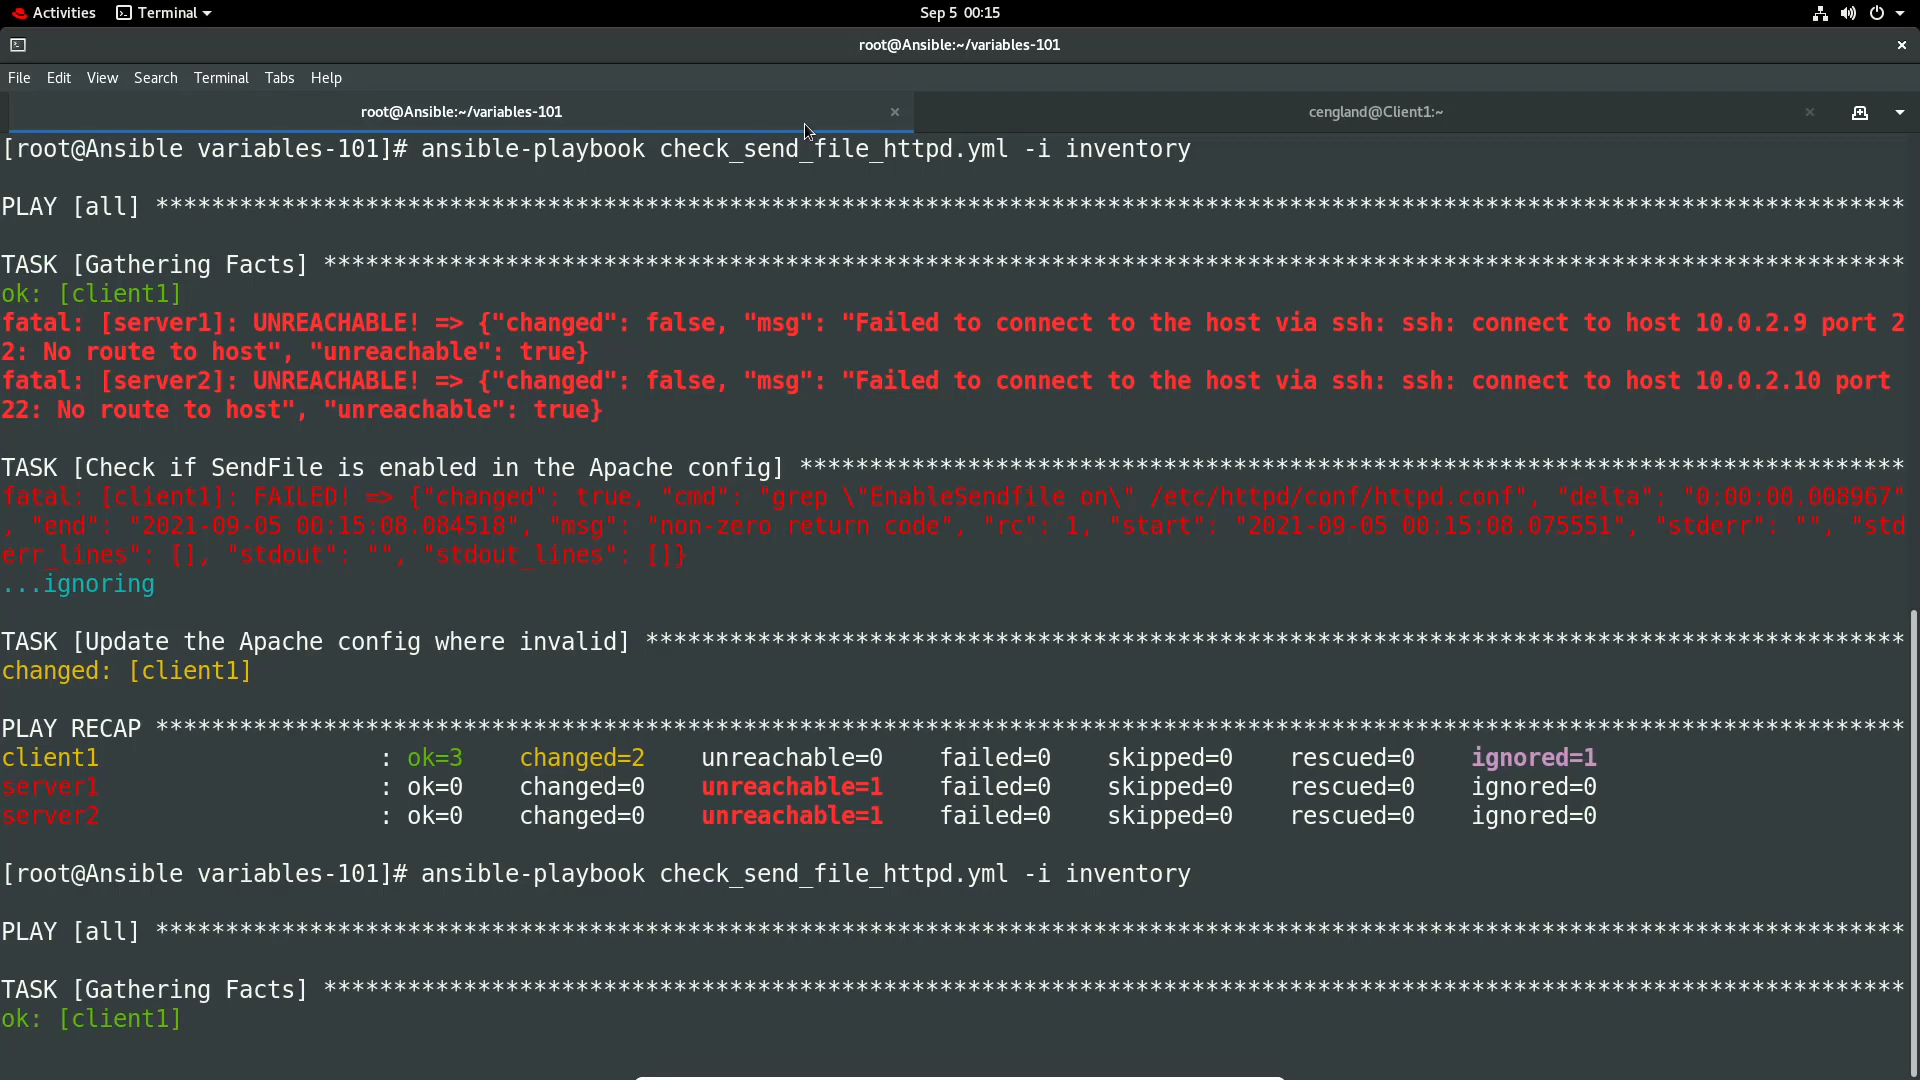 Activities Terminal Sep 5 00:15
root@Ansible:~/variables-101
File Edit View Search Terminal Tabs Help
root@Ansible:~/variables-101 cengland@Client1:~
[root@Ansible variables-101]# ansible-playbook check_send_file_httpd.yml -i inventory
PLAY [all] *****************************************************************************************************************************
TASK [Gathering Facts] *****************************************************************************************************************
ok: [client1]
fatal: [server1]: UNREACHABLE! => {"changed": false, "msg": "Failed to connect to the host via ssh: ssh: connect to host 10.0.2.9 port 2
2: No route to host", "unreachable": true}
fatal: [server2]: UNREACHABLE! => {"changed": false, "msg": "Failed to connect to the host via ssh: ssh: connect to host 10.0.2.10 port
22: No route to host", "unreachable": true}
TASK [Check if SendFile is enabled in the Apache config] *******************************************************************************
fatal: [client1]: FAILED! => {"changed": true, "cmd": "grep \"EnableSendfile on\" /etc/httpd/conf/httpd.conf", "delta": "0:00:00.008967"
, "end": "2021-09-05 00:15:08.084518", "msg": "non-zero return code", "rc": 1, "start": "2021-09-05 00:15:08.075551", "stderr": "", "std
err_lines": [], "stdout": "", "stdout_lines": []}
...ignoring
TASK [Update the Apache config where invalid] ******************************************************************************************
changed: [client1]
PLAY RECAP *****************************************************************************************************************************
client1 : ok=3 changed=2 unreachable=0 failed=0 skipped=0 rescued=0 ignored=1
server1 : ok=0 changed=0 unreachable=1 failed=0 skipped=0 rescued=0 ignored=0
server2 : ok=0 changed=0 unreachable=1 failed=0 skipped=0 rescued=0 ignored=0
[root@Ansible variables-101]# ansible-playbook check_send_file_httpd.yml -i inventory
PLAY [all] *****************************************************************************************************************************
TASK [Gathering Facts] *****************************************************************************************************************
ok: [client1]